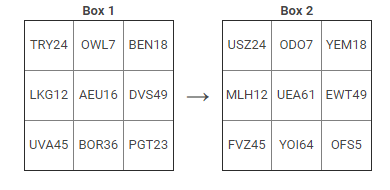 Box 1 Box 2
TRY24 OWL7 BEN18 USZ24 ODO7 YEM18
LKG12 AEU16 DVS49 → MLH12 UEA61 EWT49
UVA45 BOR36 PGT23 FVZ45 YOI64 OFS5